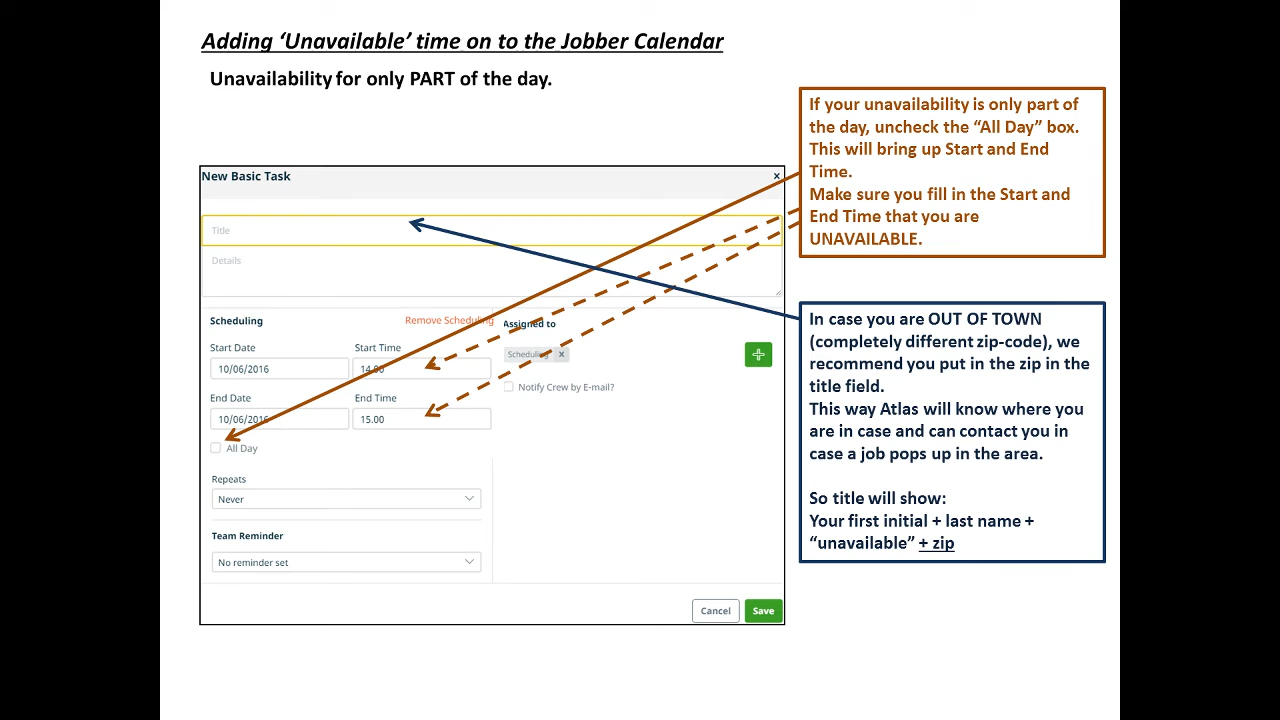 Adding ‘Unavailable’ time on to the Jobber Calendar
Unavailability for only PART of the day.
If your unavailability is only part of
the day, uncheck the “All Day” box.
This will bring up Start and End
Time.
Make sure you fill in the Start and
End Time that you are
UNAVAILABLE.
New Basic Task
x
Title
Details
Scheduling
Remove Scheduling
Assigned to
Start Date
Start Time
Scheduling x
10/06/2016
14.00
Notify Crew by E-mail?
End Date
End Time
10/06/2016
15.00
All Day
Repeats
Never
Team Reminder
No reminder set
Cancel
Save
In case you are OUT OF TOWN
(completely different zip-code), we
recommend you put in the zip in the
title field.
This way Atlas will know where you
are in case and can contact you in
case a job pops up in the area.
So title will show:
Your first initial + last name +
“unavailable” + zip